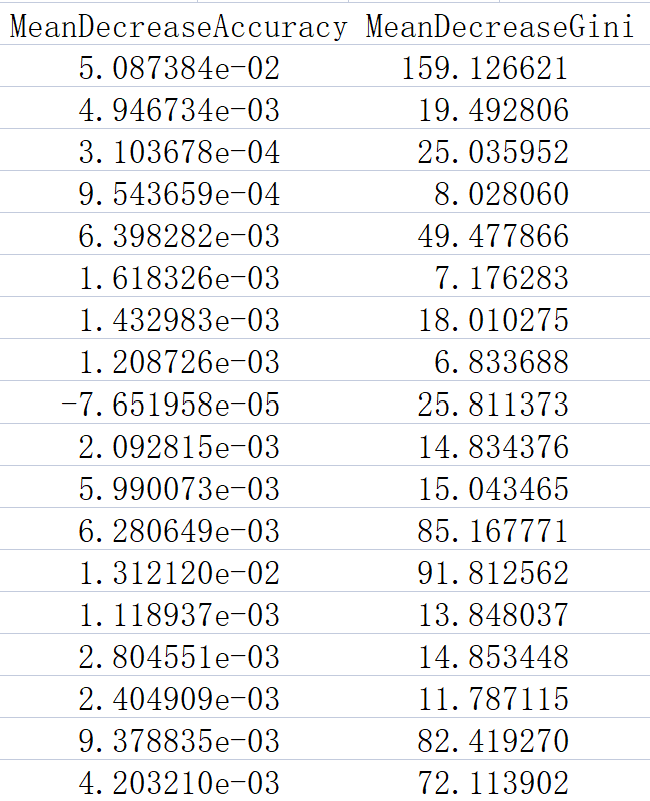 MeanDecreaseAccuracy MeanDecreaseGini
5.087384e-02 159.126621
4.946734e-03 19.492806
3.103678e-04 25.035952
9.543659e-04 8.028060
6.398282e-03 49.477866
1.618326e-03 7.176283
1.432983e-03 18.010275
1.208726e-03 6.833688
-7.651958e-05 25.811373
2.092815e-03 14.834376
5.990073e-03 15.043465
6.280649e-03 85.167771
1.312120e-02 91.812562
1.118937e-03 13.848037
2.804551e-03 14.853448
2.404909e-03 11.787115
9.378835e-03 82.419270
4.203210e-03 72.113902